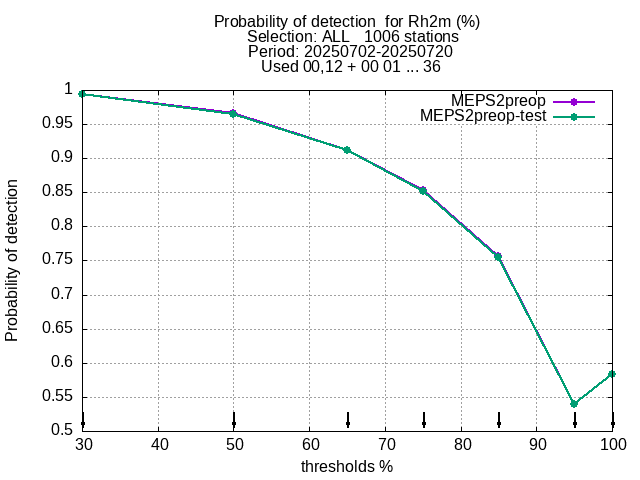 Probability of detection  for Rh2m (%)
Selection: ALL   1006 stations
Period: 20250702-20250720
Used 00,12 + 00 01 ... 36
MEPS2preop
MEPS2preop-test
Probability of detection
1
0.95
0.9
0.85
0.8
0.75
0.7
0.65
0.6
0.55
0.5
30 40 50 60 70 80 90 100
thresholds %